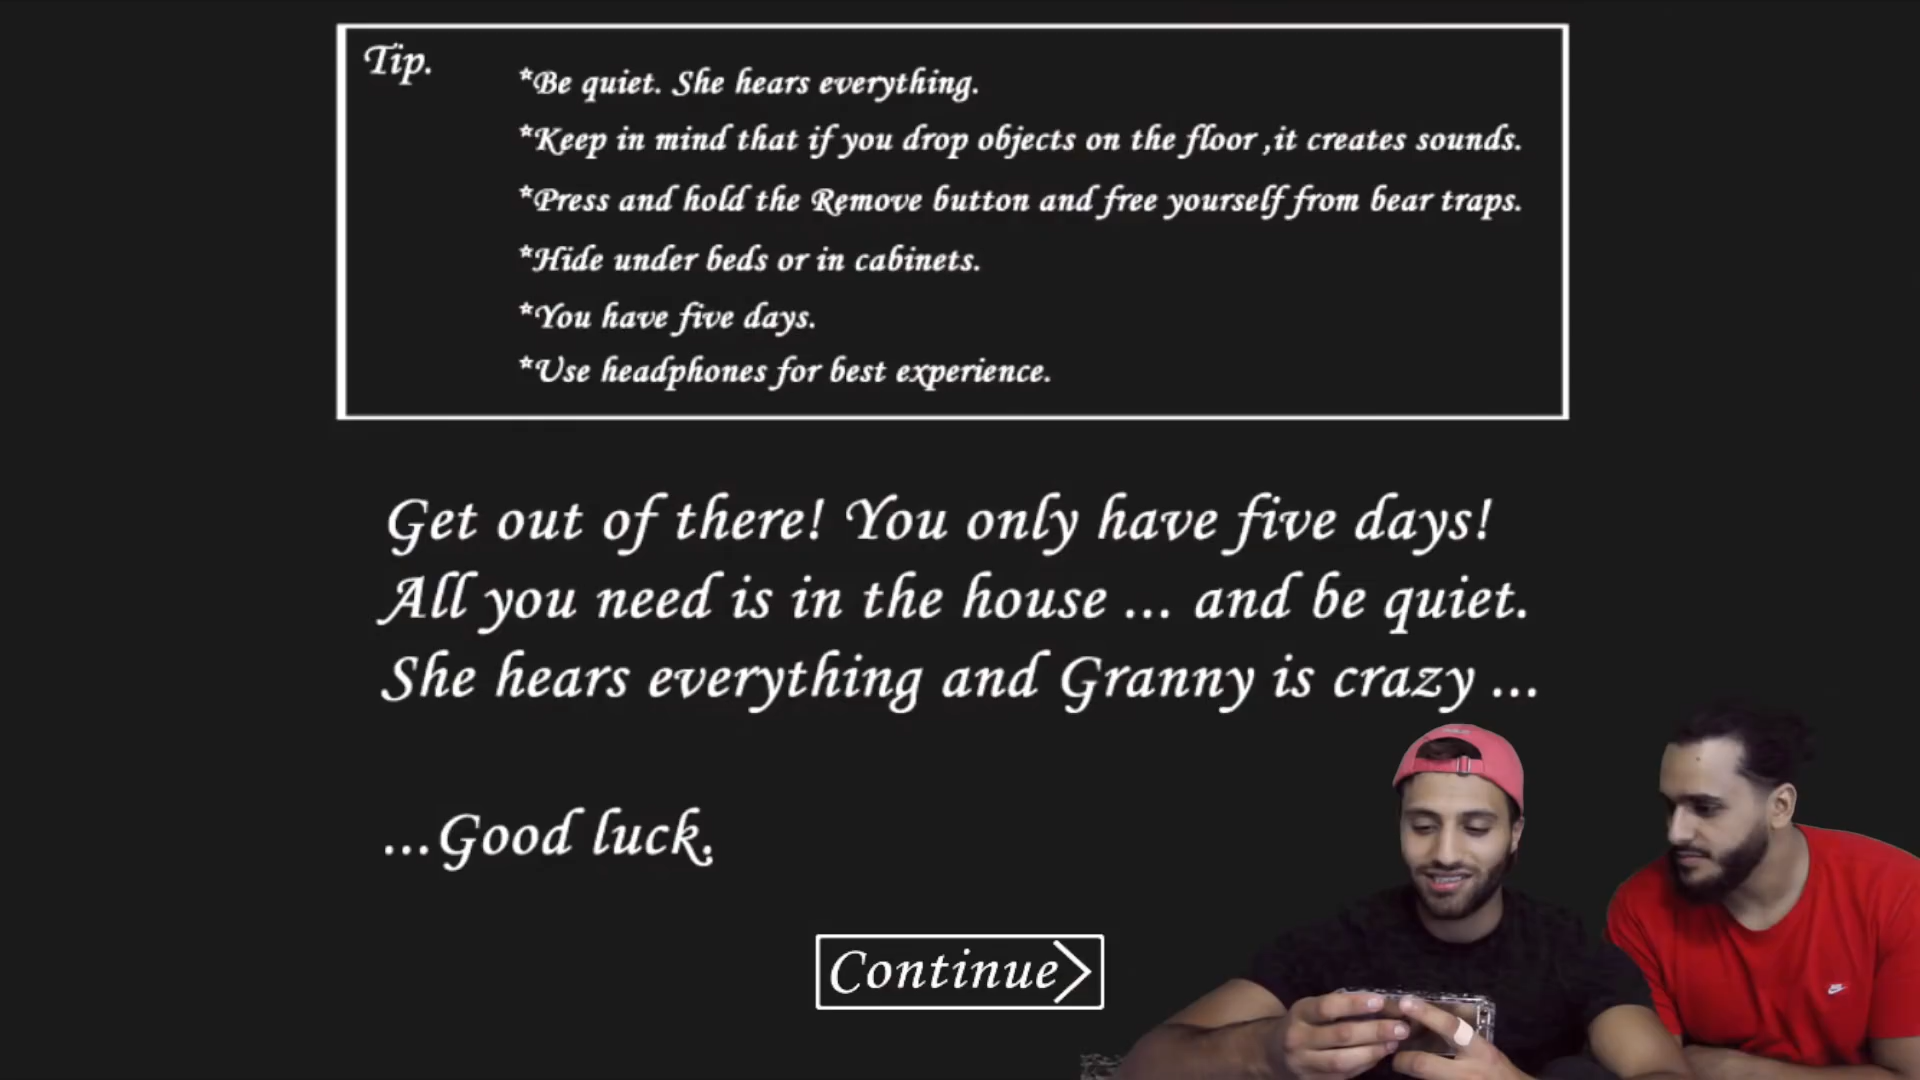 Tip.
*Be quiet. She hears everything.
*Keep in mind that if you drop objects on the floor ,it creates sounds.
*Press and hold the Remove button and free yourself from bear traps.
*Hide under beds or in cabinets.
*You have five days.
*Use headphones for best experience.
Get out of there! You only have five days!
All you need is in the house ... and be quiet.
She hears everything and Granny is crazy ...
...Good luck.
Continue